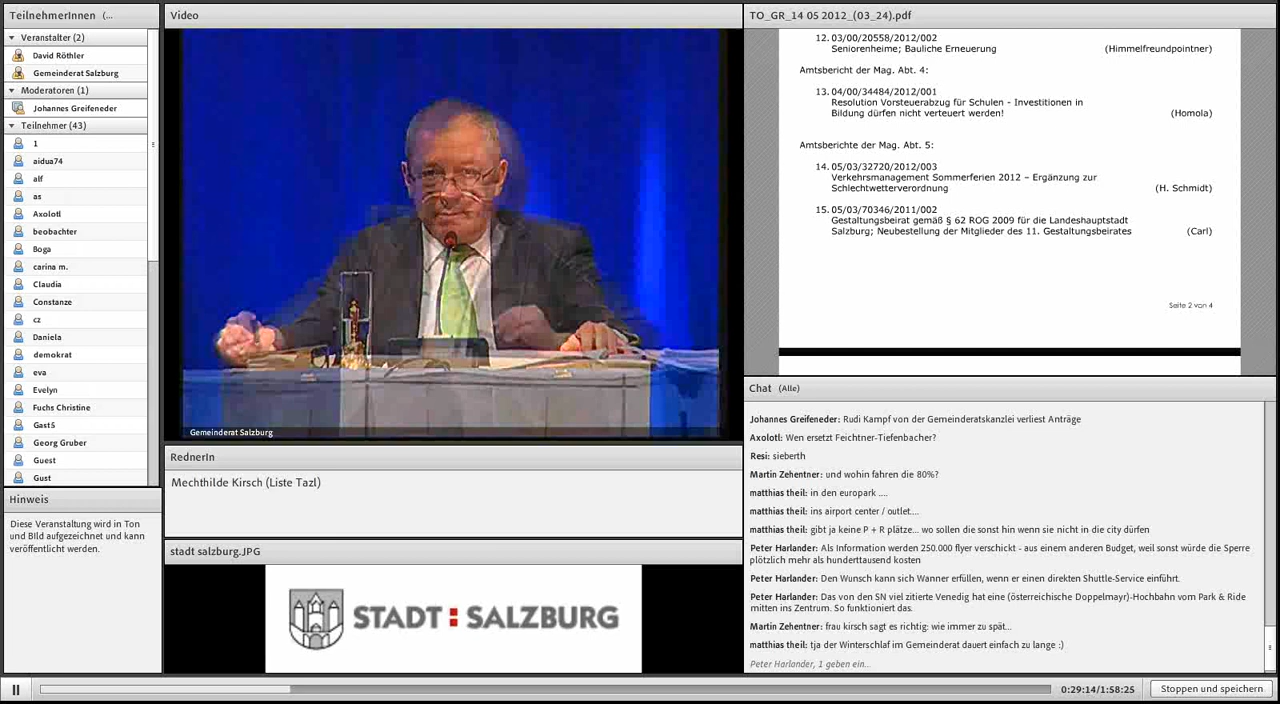 TeilnehmerInnen (...
Veranstalter (2)
David Röthler
Gemeinderat Salzburg
Moderatoren (1)
Johannes Greifeneder
Teilnehmer (43)
1
aidua74
alf
as
Axolotl
beobachter
Boga
carina m.
Claudia
Constanze
cz
Daniela
demokrat
eva
Evelyn
Fuchs Christine
Gast5
Georg Gruber
Guest
Gust
Hinweis
Diese Veranstaltung wird in Ton
und BIld aufgezeichnet und kann
veröffentlicht werden.
Video
Gemeinderat Salzburg
RednerIn
Mechthilde Kirsch (Liste Tazl)
stadt salzburg.JPG
STADT : SALZBURG
TO_GR_14 05 2012_(03_24).pdf
12. 03/00/20558/2012/002
Seniorenheime; Bauliche Erneuerung (Himmelfreundpointner)
Amtsbericht der Mag. Abt. 4:
13. 04/00/34484/2012/001
Resolution Vorsteuerabzug für Schulen - Investitionen in
Bildung dürfen nicht verteuert werden! (Homola)
Amtsberichte der Mag. Abt. 5:
14. 05/03/32720/2012/003
Verkehrsmanagement Sommerferien 2012 – Ergänzung zur
Schlechtwetterverordnung (H. Schmidt)
15. 05/03/70346/2011/002
Gestaltungsbeirat gemäß § 62 ROG 2009 für die Landeshauptstadt
Salzburg; Neubestellung der Mitglieder des 11. Gestaltungsbeirates (Carl)
Seite 2 von 4
Chat (Alle)
Johannes Greifeneder: Rudi Kampf von der Gemeinderatskanzlei verliest Anträge
Axolotl: Wen ersetzt Feichtner-Tiefenbacher?
Resi: sieberth
Martin Zehentner: und wohin fahren die 80%?
matthias theil: in den europark ....
matthias theil: ins airport center / outlet....
matthias theil: gibt ja keine P + R plätze... wo sollen die sonst hin wenn sie nicht in die city dürfen
Peter Harlander: Als Information werden 250.000 flyer verschickt - aus einem anderen Budget, weil sonst würde die Sperre
plötzlich mehr als hunderttausend kosten
Peter Harlander: Den Wunsch kann sich Wanner erfüllen, wenn er einen direkten Shuttle-Service einführt.
Peter Harlander: Das von den SN viel zitierte Venedig hat eine (österreichische Doppelmayr)-Hochbahn vom Park & Ride
mitten ins Zentrum. So funktioniert das.
Martin Zehentner: frau kirsch sagt es richtig: wie immer zu spät...
matthias theil: tja der Winterschlaf im Gemeinderat dauert einfach zu lange :)
Peter Harlander, 1 geben ein...
0:29:14/1:58:25
Stoppen und speichern